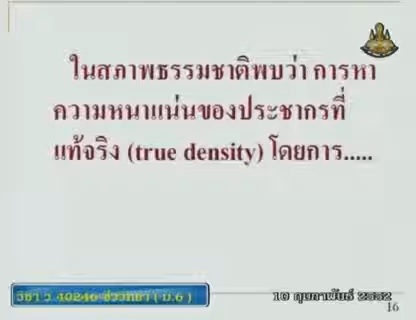 ในสภาพธรรมชาติพบว่า การหา
ความหนาแน่นของประชากรที่
แท้จริง (true density) โดยการ.....
วิชา ว 40246 ชีววิทยา ( ม.6 )
10 กุมภาพันธ์ 2552
16